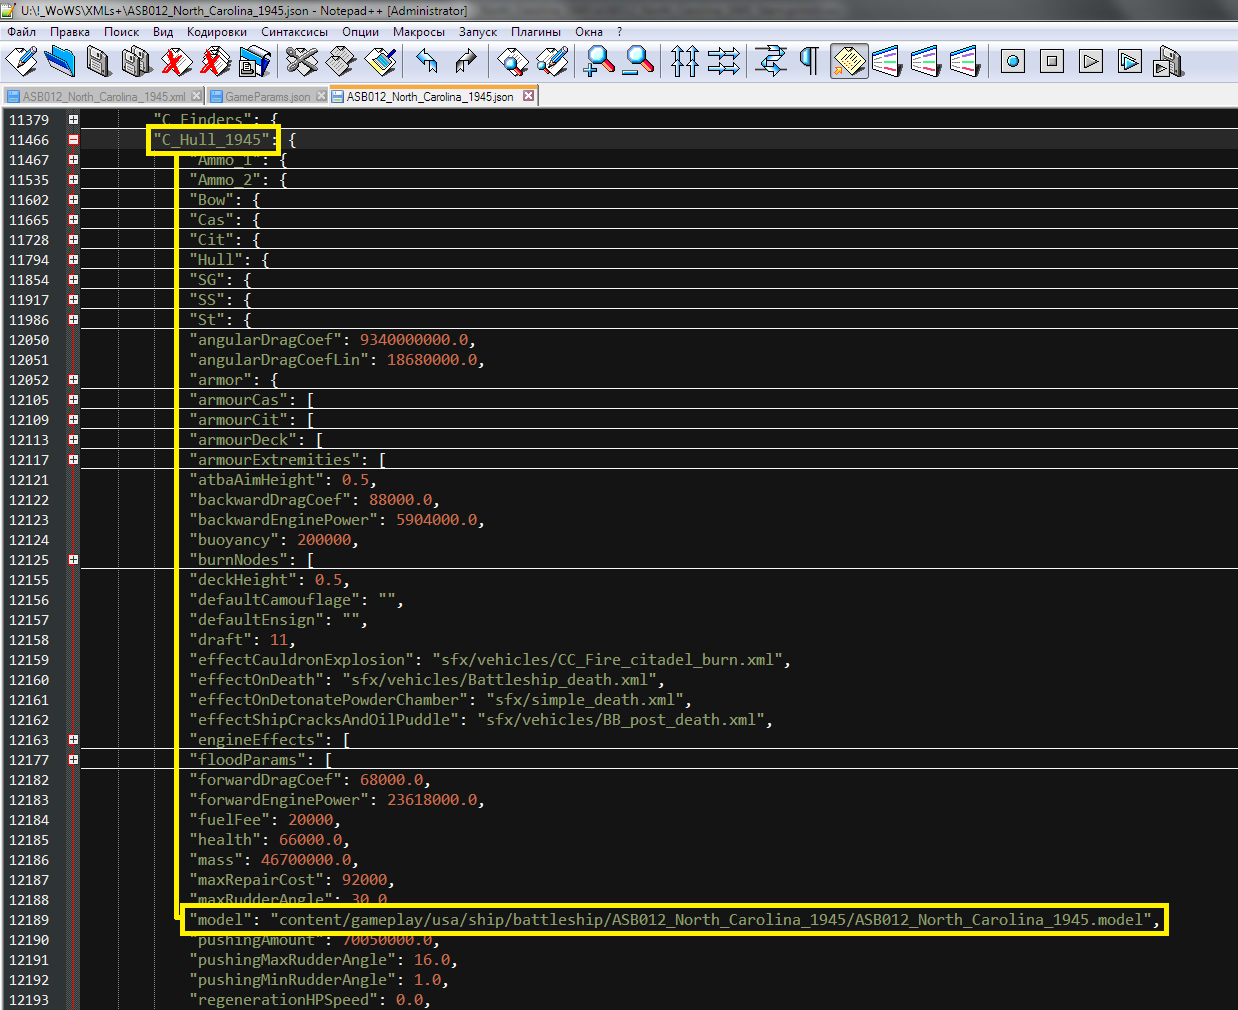 U:\!_WoWS\XMLs+\ASB012_North_Carolina_1945.json - Notepad++ [Administrator]
Файл Правка Поиск Вид Кодировки Синтаксисы Опции Макросы Запуск Плагины Окна ?
ASB012_North_Carolina_1945.xml GameParams.json ASB012_North_Carolina_1945.json
11379 "C_Finders": {
11466 "C_Hull_1945": {
11467 "Ammo_1": {
11535 "Ammo_2": {
11602 "Bow": {
11665 "Cas": {
11728 "Cit": {
11794 "Hull": {
11854 "SG": {
11917 "SS": {
11986 "St": {
12050 "angularDragCoef": 9340000000.0,
12051 "angularDragCoefLin": 18680000.0,
12052 "armor": {
12105 "armourCas": [
12109 "armourCit": [
12113 "armourDeck": [
12117 "armourExtremities": [
12121 "atbaAimHeight": 0.5,
12122 "backwardDragCoef": 88000.0,
12123 "backwardEnginePower": 5904000.0,
12124 "buoyancy": 200000,
12125 "burnNodes": [
12155 "deckHeight": 0.5,
12156 "defaultCamouflage": "",
12157 "defaultEnsign": "",
12158 "draft": 11,
12159 "effectCauldronExplosion": "sfx/vehicles/CC_Fire_citadel_burn.xml",
12160 "effectOnDeath": "sfx/vehicles/Battleship_death.xml",
12161 "effectOnDetonatePowderChamber": "sfx/simple_death.xml",
12162 "effectShipCracksAndOilPuddle": "sfx/vehicles/BB_post_death.xml",
12163 "engineEffects": [
12177 "floodParams": [
12182 "forwardDragCoef": 68000.0,
12183 "forwardEnginePower": 23618000.0,
12184 "fuelFee": 20000,
12185 "health": 66000.0,
12186 "mass": 46700000.0,
12187 "maxRepairCost": 92000,
12188 "maxRudderAngle": 30.0
12189 "model": "content/gameplay/usa/ship/battleship/ASB012_North_Carolina_1945/ASB012_North_Carolina_1945.model",
12190 "pushingAmount": 70050000.0,
12191 "pushingMaxRudderAngle": 16.0,
12192 "pushingMinRudderAngle": 1.0,
12193 "regenerationHPSpeed": 0.0,